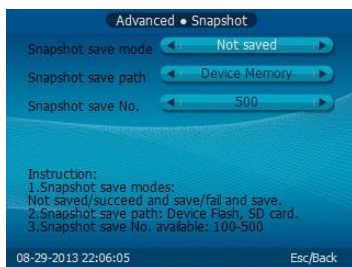 Advanced ● Snapshot
Snapshot save mode Not saved
Snapshot save path Device Memory
Snapshot save No. 500
Instruction:
1.Snapshot save modes:
Not saved/succeed and save/fail and save.
2.Snapshot save path: Device Flash, SD card.
3.Snapshot save No. available: 100-500
08-29-2013 22:06:05 Esc/Back